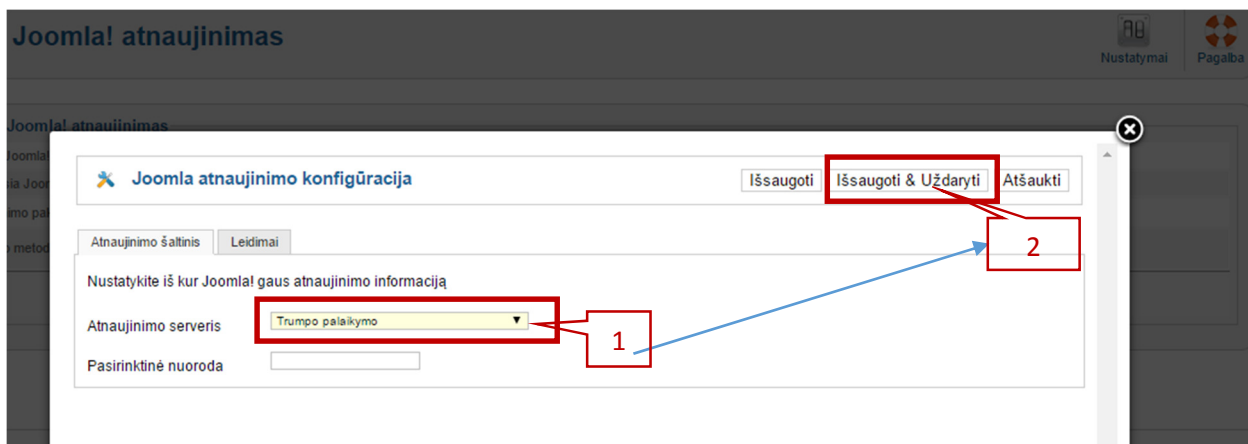 Joomla! atnaujinimas
Nustatymai
Pagalba
Joomla! atnaujinimas
Joomla atnaujinimo konfigūracija
Išsaugoti
Išsaugoti & Uždaryti
Atšaukti
Atnaujinimo šaltinis
Leidimai
2
Nustatykite iš kur Joomla! gaus atnaujinimo informaciją
Atnaujinimo serveris
Trumpo palaikymo
1
Pasirinktinė nuoroda